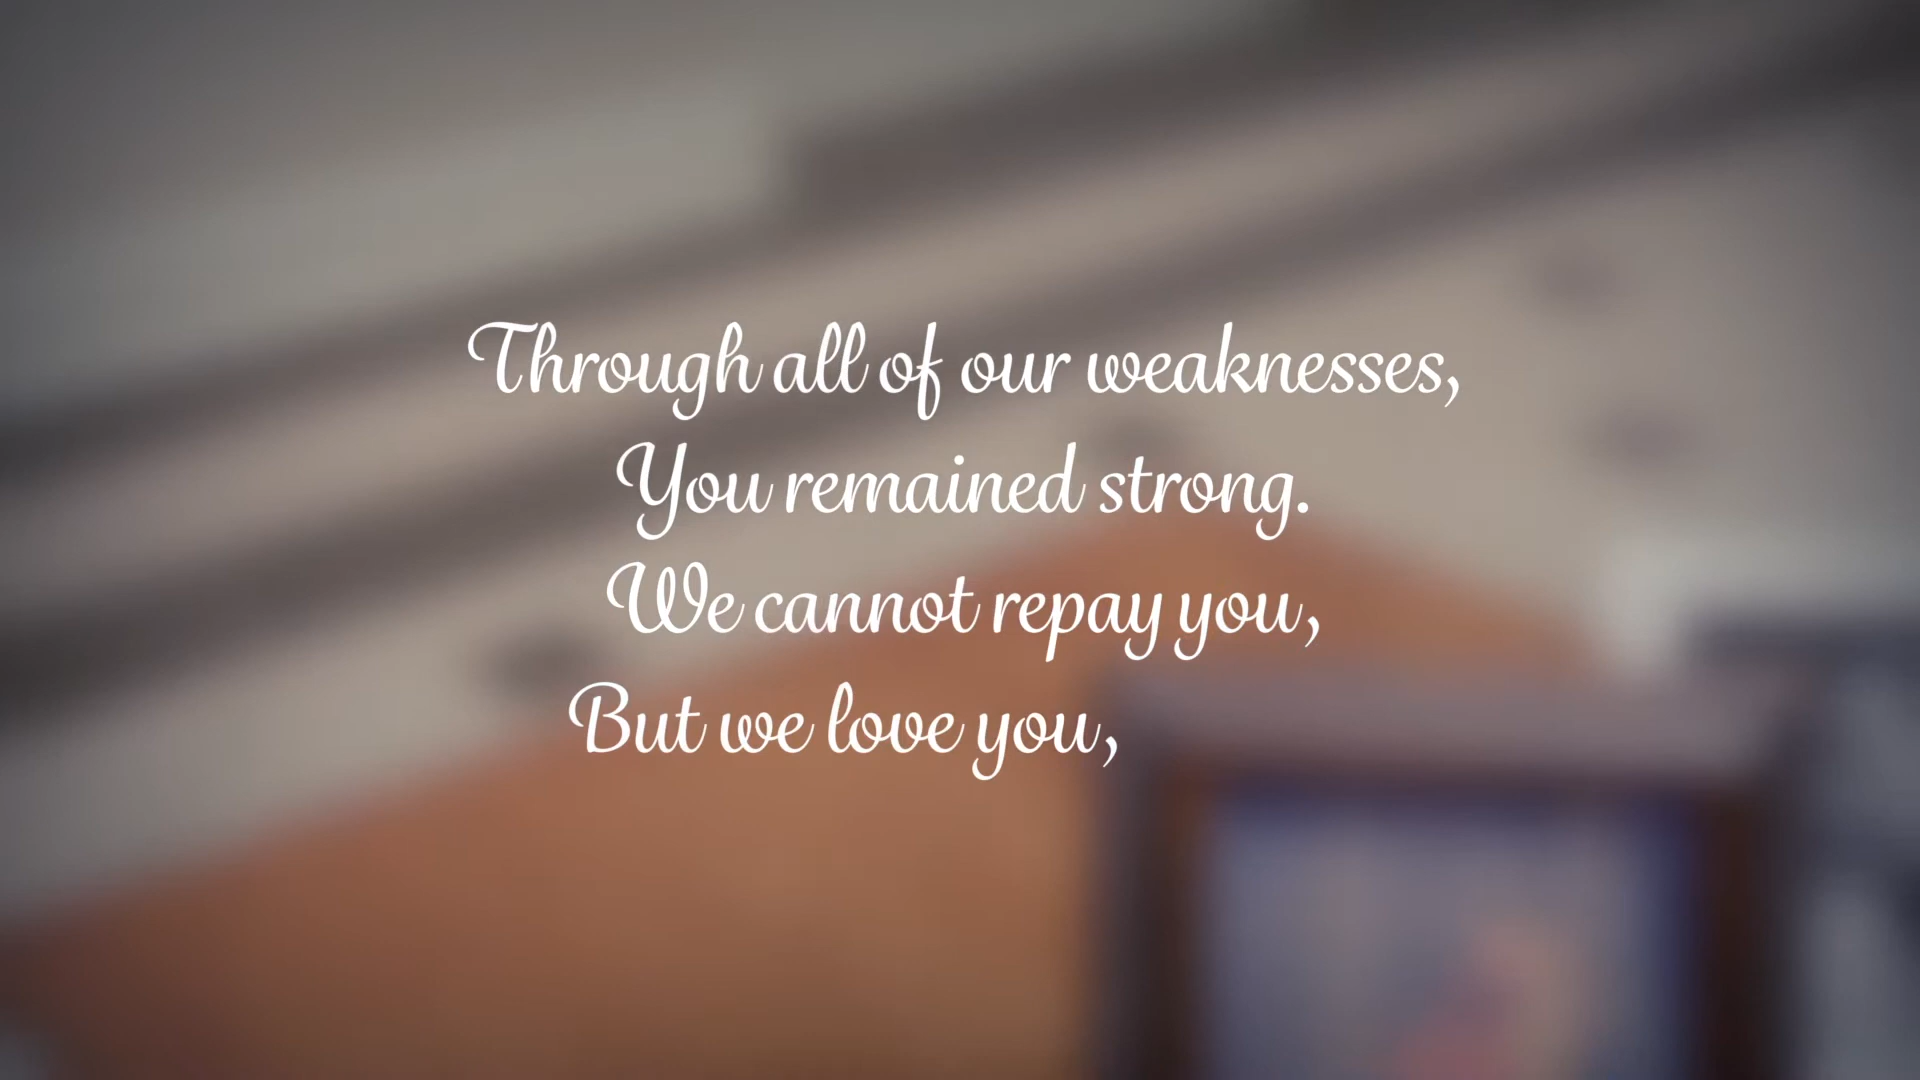 Through all of our weaknesses,
You remained strong.
We cannot repay you,
But we love you,